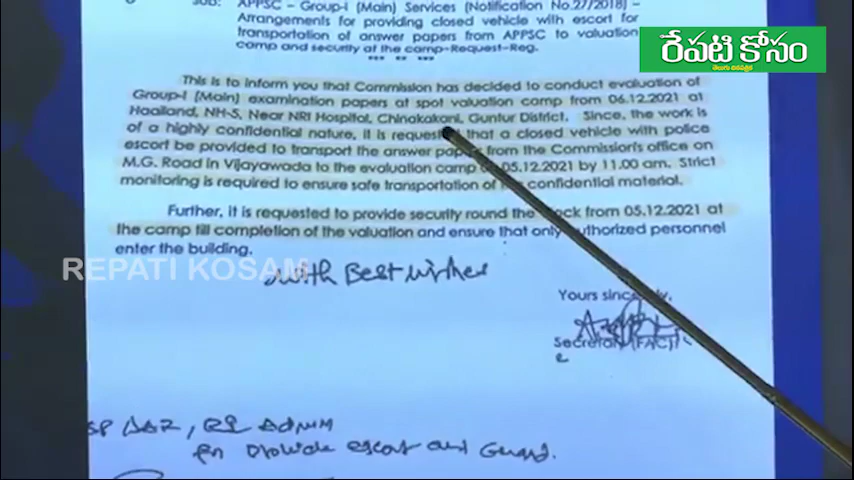 Sub: APPSC – Group-I (Main) Services (Notification No.27/2018) –
Arrangements for providing closed vehicle with escort for
transportation of answer papers from APPSC to valuation
camp and security at the camp-Request-Reg.
** *** **
రేపటి కోసం
తెలుగు దినపత్రిక
This is to inform you that Commission has decided to conduct evaluation of
Group-I (Main) examination papers at spot valuation camp from 06.12.2021 at
Haailand, NH-5, Near NRI Hospital, Chinakakani, Guntur District. Since, the work is
of a highly confidential nature, it is requested that a closed vehicle with police
escort be provided to transport the answer papers from the Commission's office on
M.G. Road in Vijayawada to the evaluation camp on 05.12.2021 by 11.00 am. Strict
monitoring is required to ensure safe transportation of the confidential material.
Further, it is requested to provide security round the clock from 05.12.2021 at
the camp till completion of the valuation and ensure that only authorized personnel
enter the building.
REPATI KOSAM
with Best wishes
Yours sincerely,
Secretary (FAC)
SP DAR, RI Admin
for provide escort and Guard.